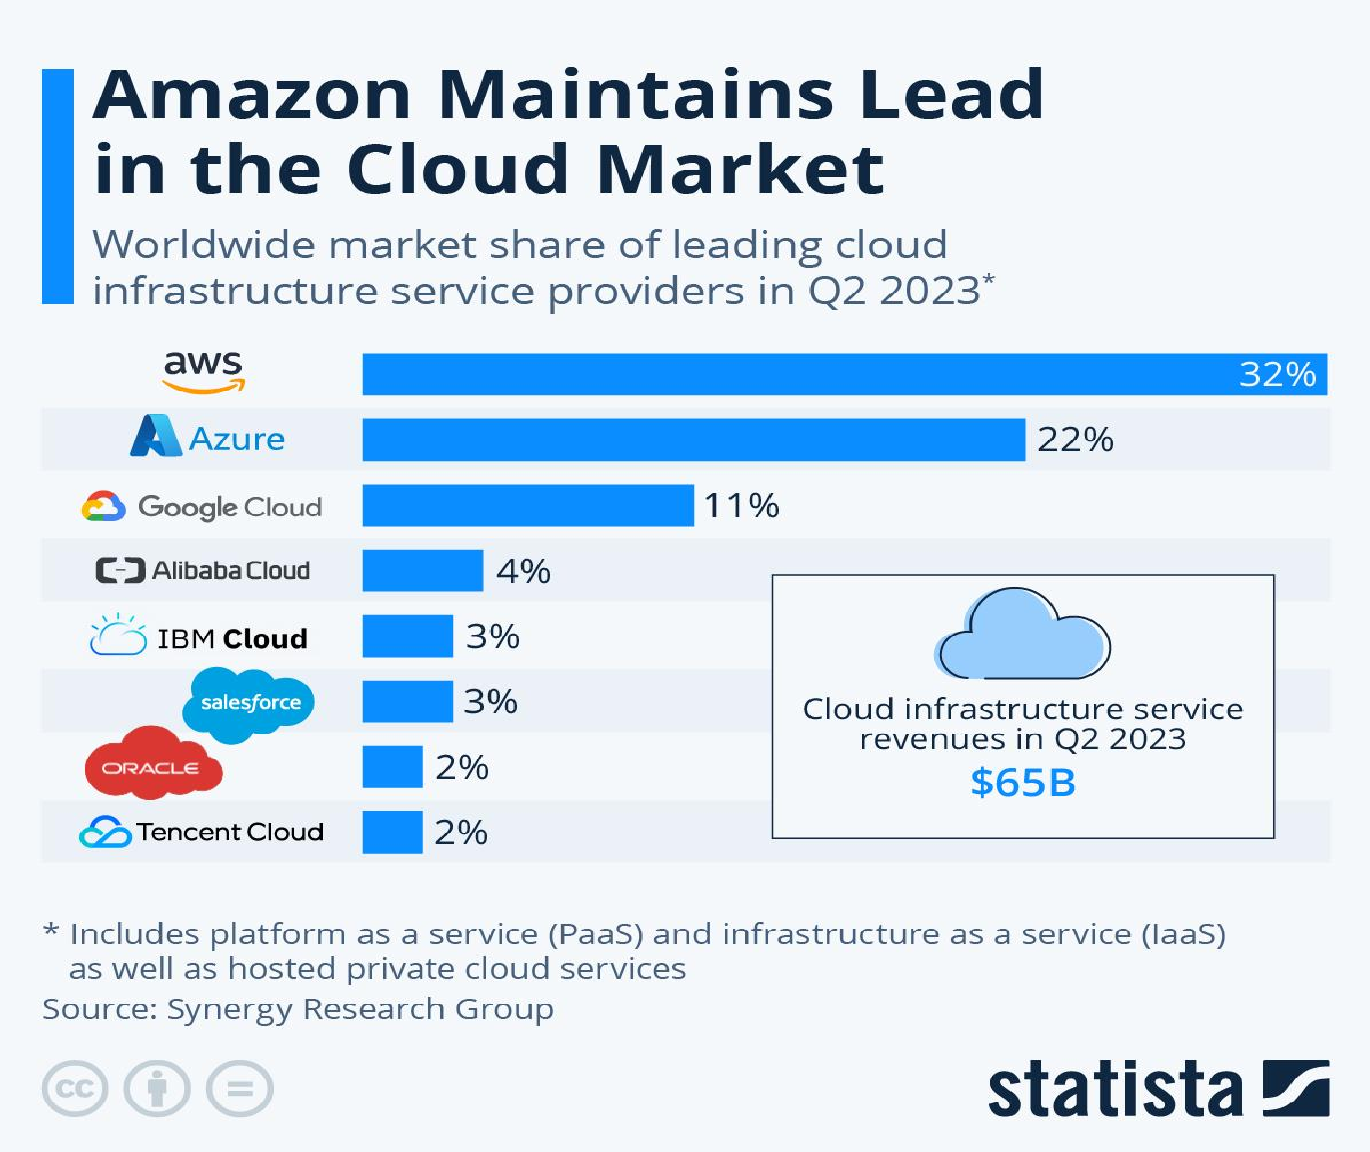 Amazon Maintains Lead
in the Cloud Market
Worldwide market share of leading cloud
infrastructure service providers in Q2 2023*
aws
32%
Azure
22%
Google Cloud
11%
Alibaba Cloud
4%
IBM Cloud
3%
salesforce
3%
ORACLE
2%
Tencent Cloud
2%
Cloud infrastructure service
revenues in Q2 2023
$65B
* Includes platform as a service (PaaS) and infrastructure as a service (IaaS)
as well as hosted private cloud services
Source: Synergy Research Group
cc
statista